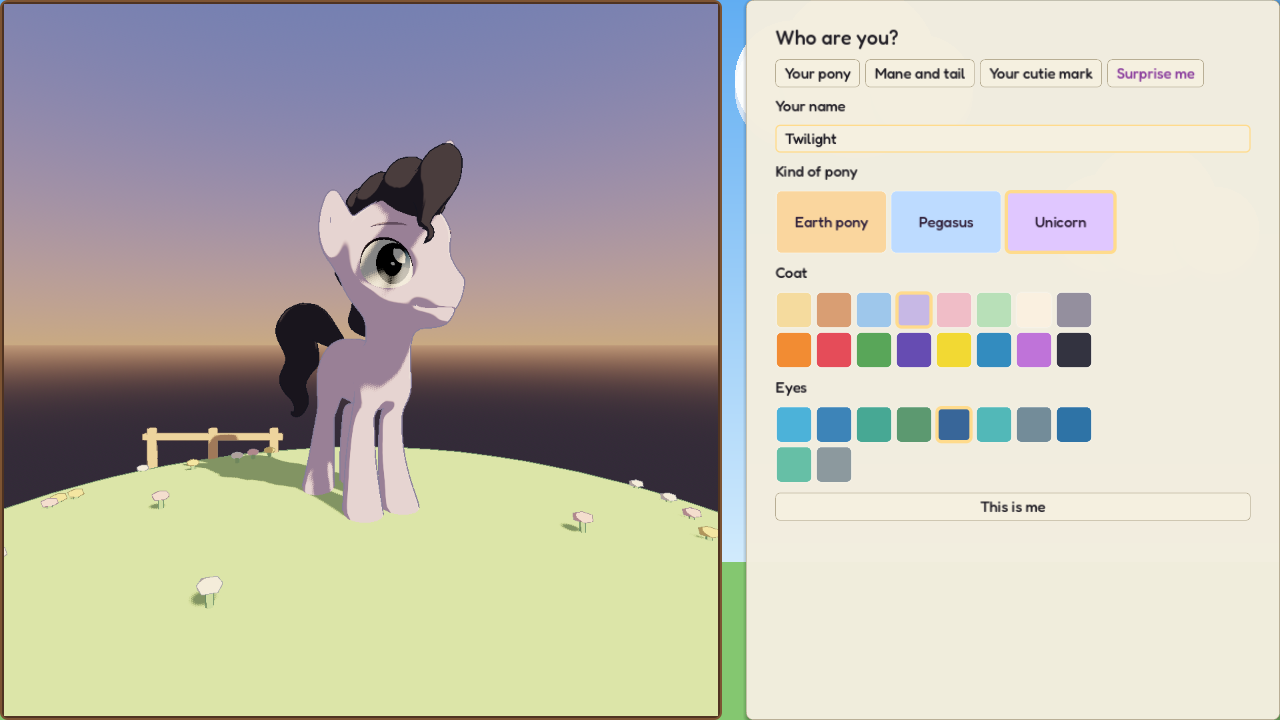 Who are you?
Your pony
Mane and tail
Your cutie mark
Surprise me
Your name
Twilight
Kind of pony
Earth pony
Pegasus
Unicorn
Coat
Eyes
This is me